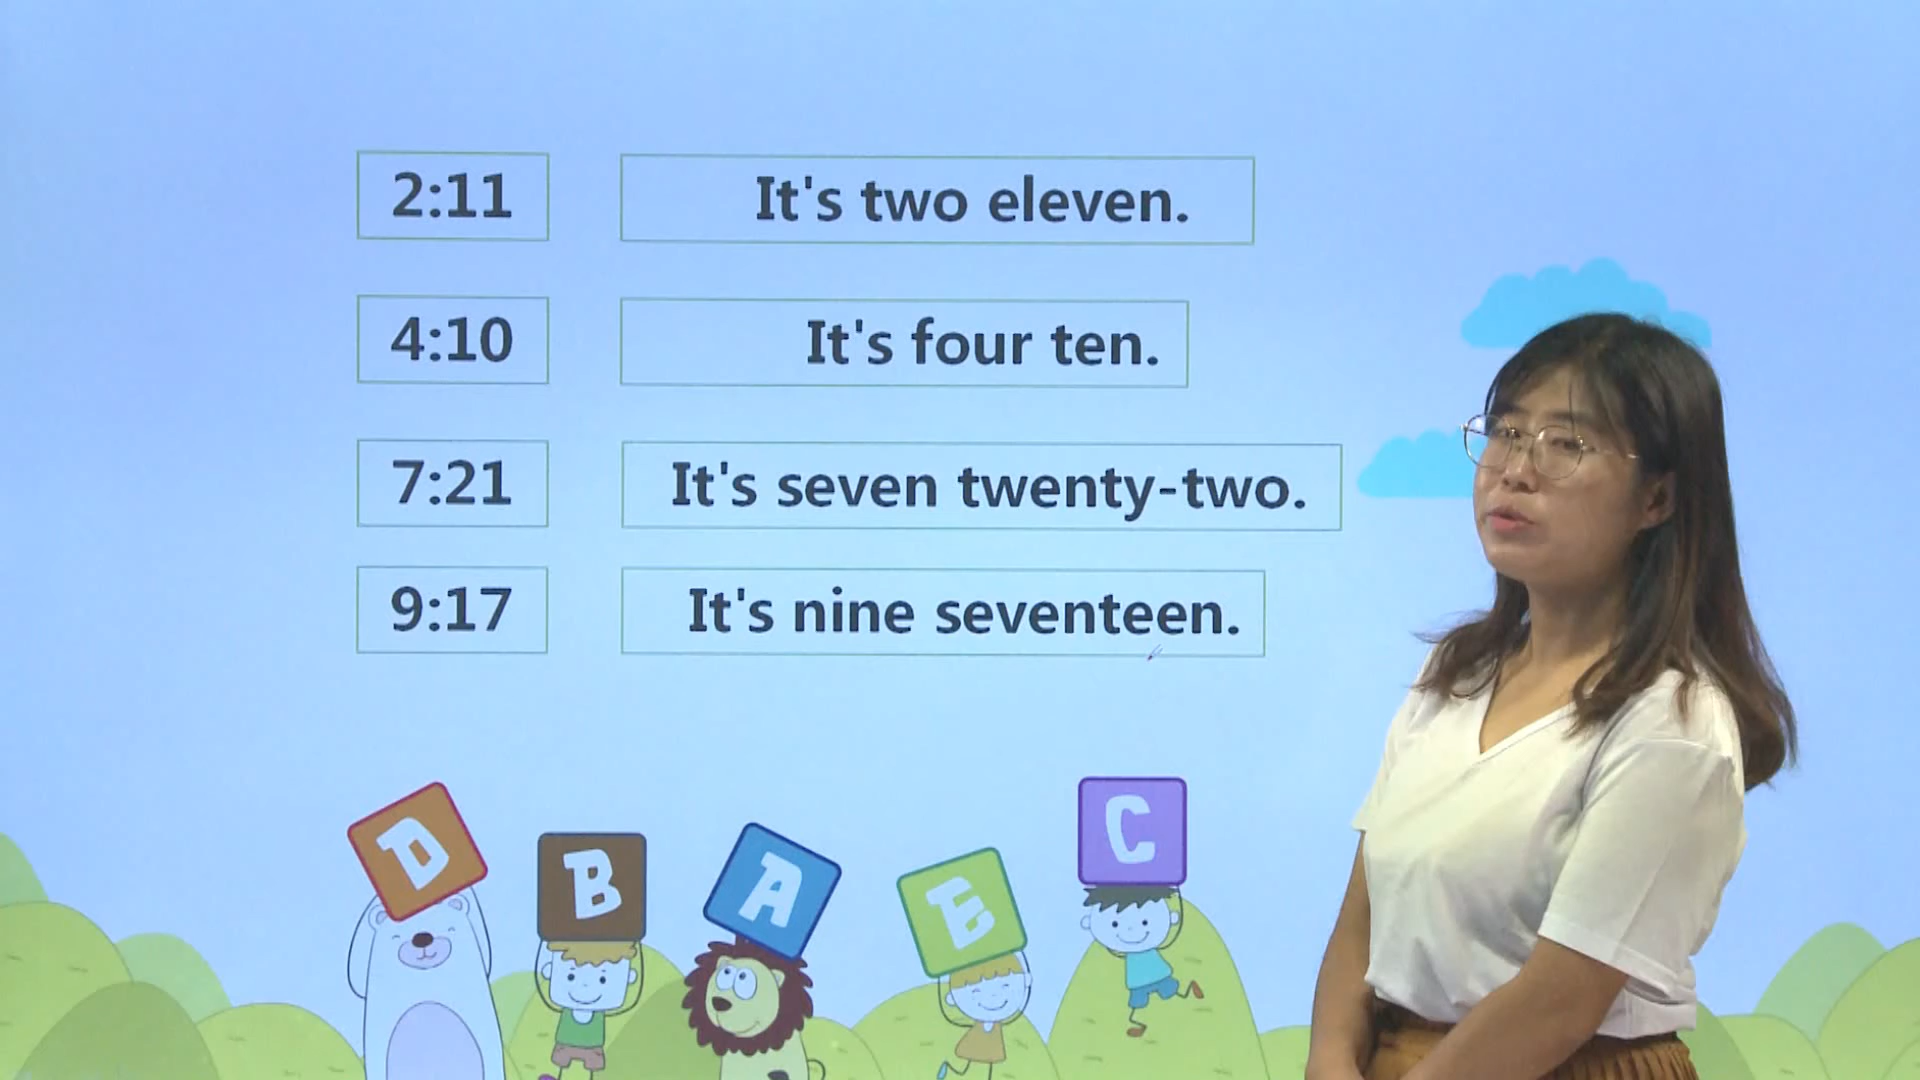 2:11 It's two eleven.
4:10 It's four ten.
7:21 It's seven twenty-two.
9:17 It's nine seventeen.
D B A E C